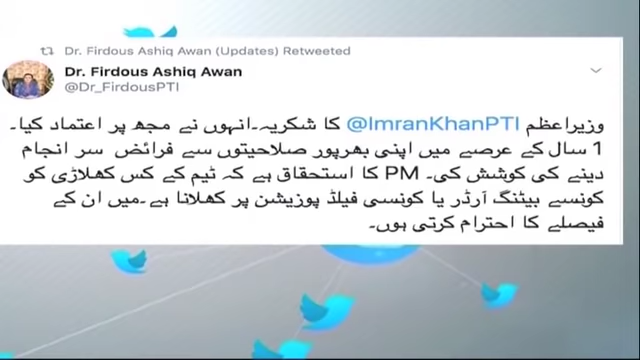 Dr. Firdous Ashiq Awan (Updates) Retweeted
Dr. Firdous Ashiq Awan
@Dr_FirdousPTI
وزیراعظم @ImranKhanPTI کا شکریہ۔انہوں نے مجھ پر اعتماد کیا۔
1 سال کے عرصے میں اپنی بھرپور صلاحیتوں سے فرائض سر انجام
دینے کی کوشش کی۔ PM کا استحقاق ہے کہ ٹیم کے کس کھلاڑی کو
کونسے بیٹنگ آرڈر یا کونسی فیلڈ پوزیشن پر کھلانا ہے۔میں ان کے
فیصلے کا احترام کرتی ہوں۔